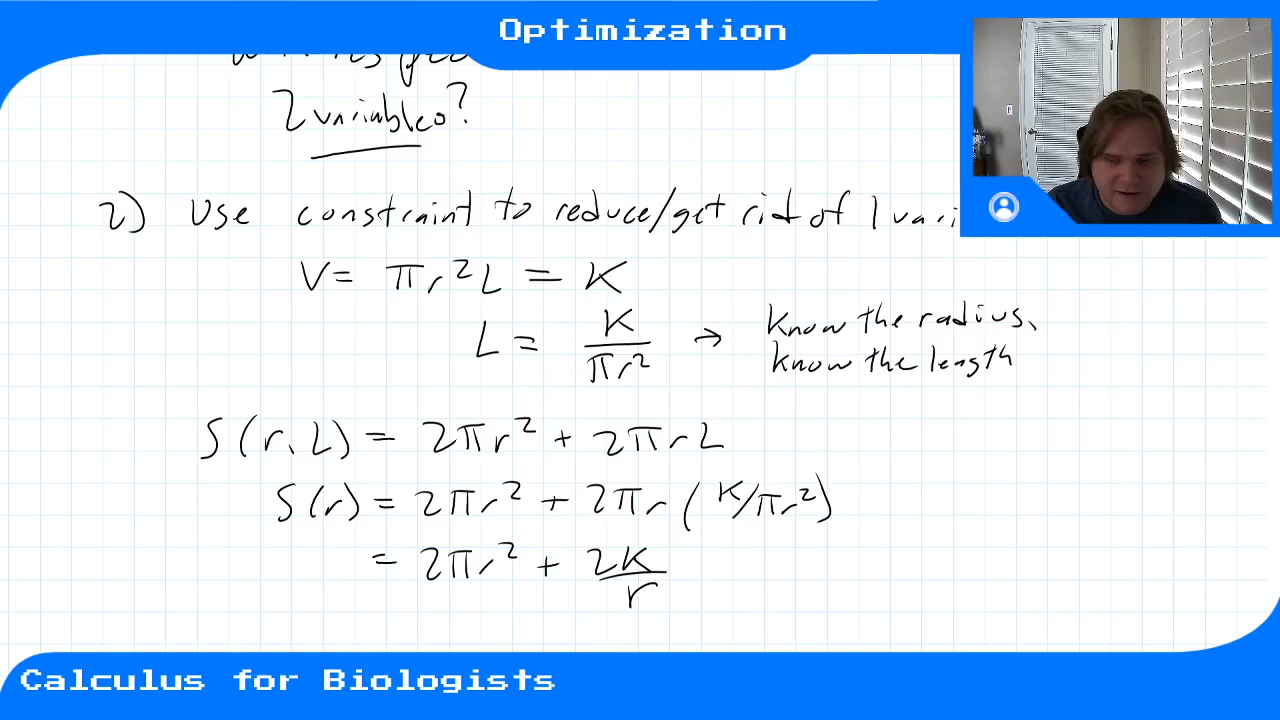 Optimization
2 variables?
2) Use constraint to reduce/get rid of 1 vari
V = πr²L = K
L = K/πr² → know the radius, know the length
S(r, L) = 2πr² + 2πrL
S(r) = 2πr² + 2πr (K/πr²)
= 2πr² + 2K/r
Calculus for Biologists